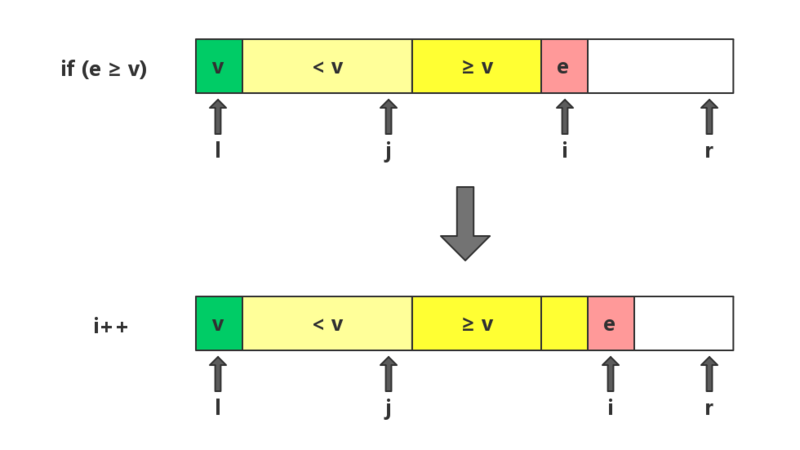 if (e ≥ v)
v < v ≥ v e
l j i r
i++
v < v ≥ v e
l j i r